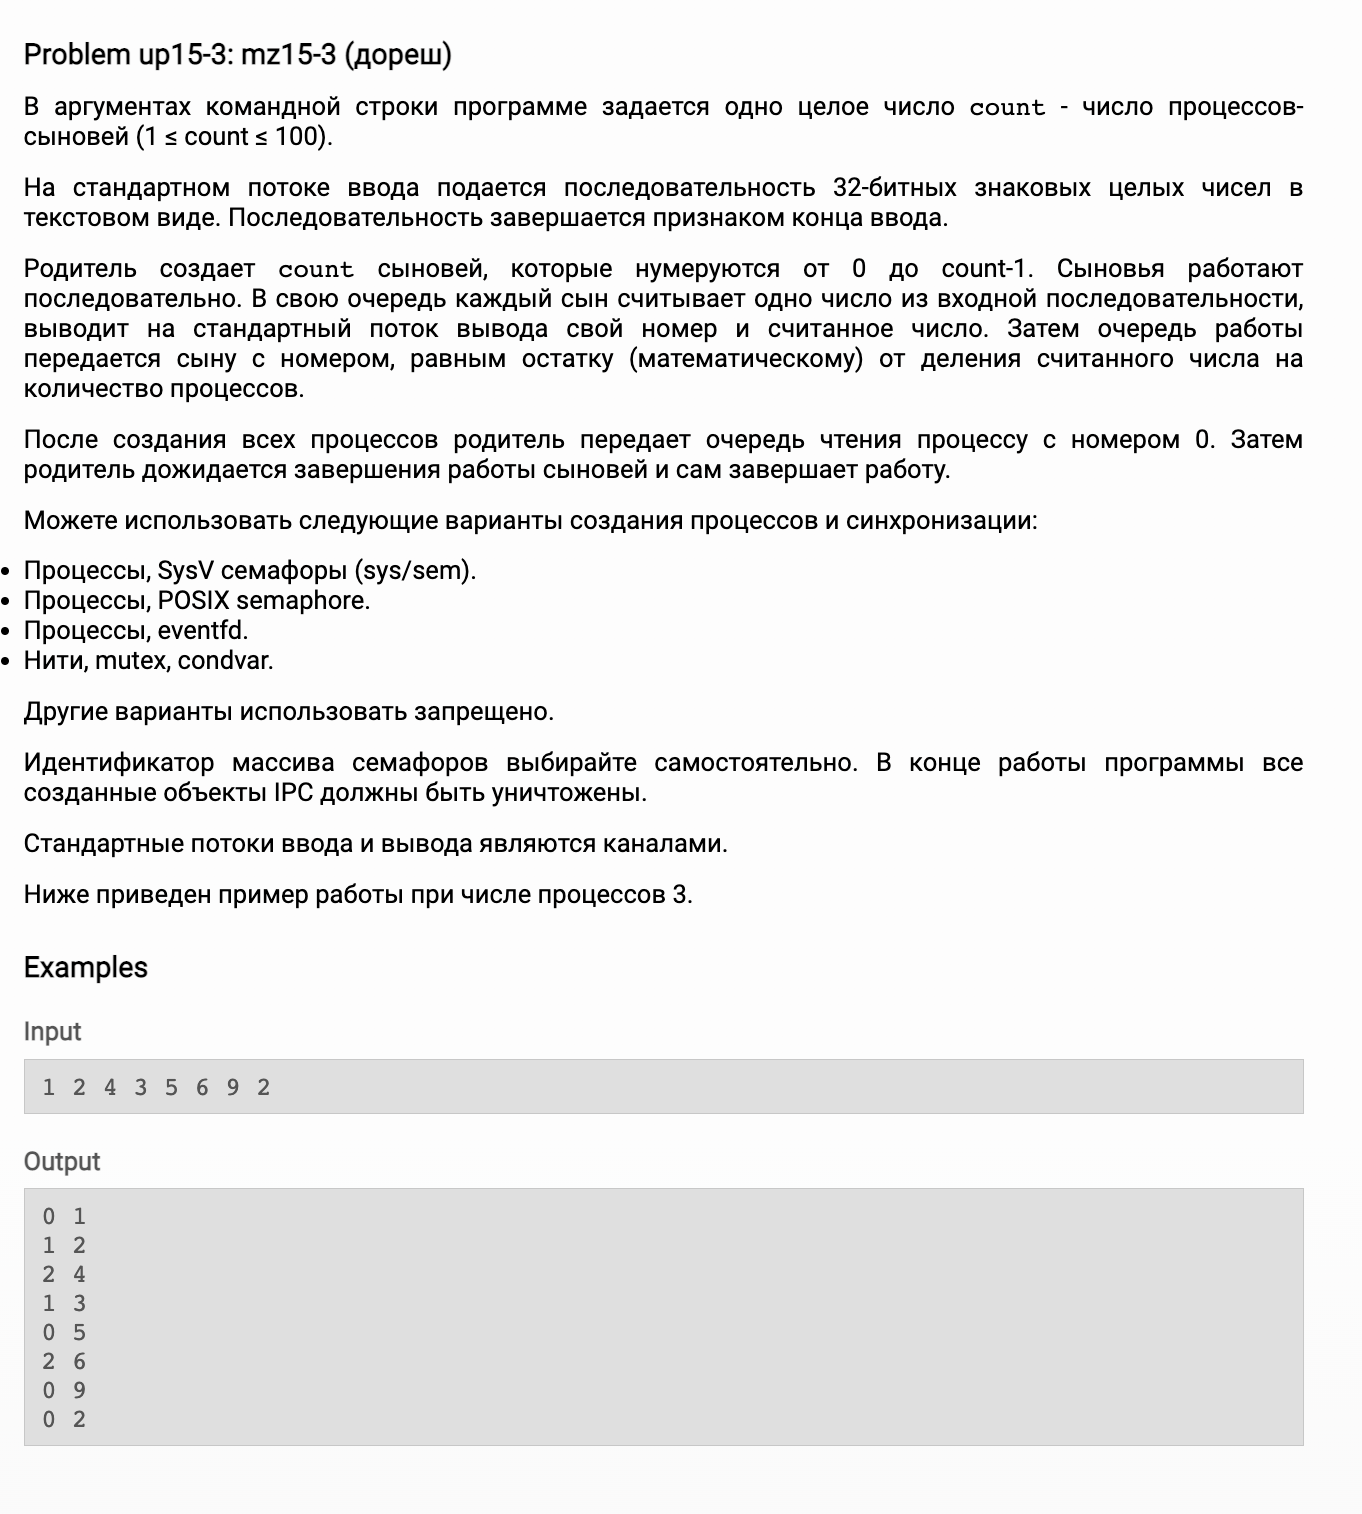 Problem up15-3: mz15-3 (дореш)
В аргументах командной строки программе задается одно целое число count - число процессов-
сыновей (1 ≤ count ≤ 100).
На стандартном потоке ввода подается последовательность 32-битных знаковых целых чисел в
текстовом виде. Последовательность завершается признаком конца ввода.
Родитель создает count сыновей, которые нумеруются от 0 до count-1. Сыновья работают
последовательно. В свою очередь каждый сын считывает одно число из входной последовательности,
выводит на стандартный поток вывода свой номер и считанное число. Затем очередь работы
передается сыну с номером, равным остатку (математическому) от деления считанного числа на
количество процессов.
После создания всех процессов родитель передает очередь чтения процессу с номером 0. Затем
родитель дожидается завершения работы сыновей и сам завершает работу.
Можете использовать следующие варианты создания процессов и синхронизации:
• Процессы, SysV семафоры (sys/sem).
• Процессы, POSIX semaphore.
• Процессы, eventfd.
• Нити, mutex, condvar.
Другие варианты использовать запрещено.
Идентификатор массива семафоров выбирайте самостоятельно. В конце работы программы все
созданные объекты IPC должны быть уничтожены.
Стандартные потоки ввода и вывода являются каналами.
Ниже приведен пример работы при числе процессов 3.
Examples
Input
1 2 4 3 5 6 9 2
Output
0 1
1 2
2 4
1 3
0 5
2 6
0 9
0 2